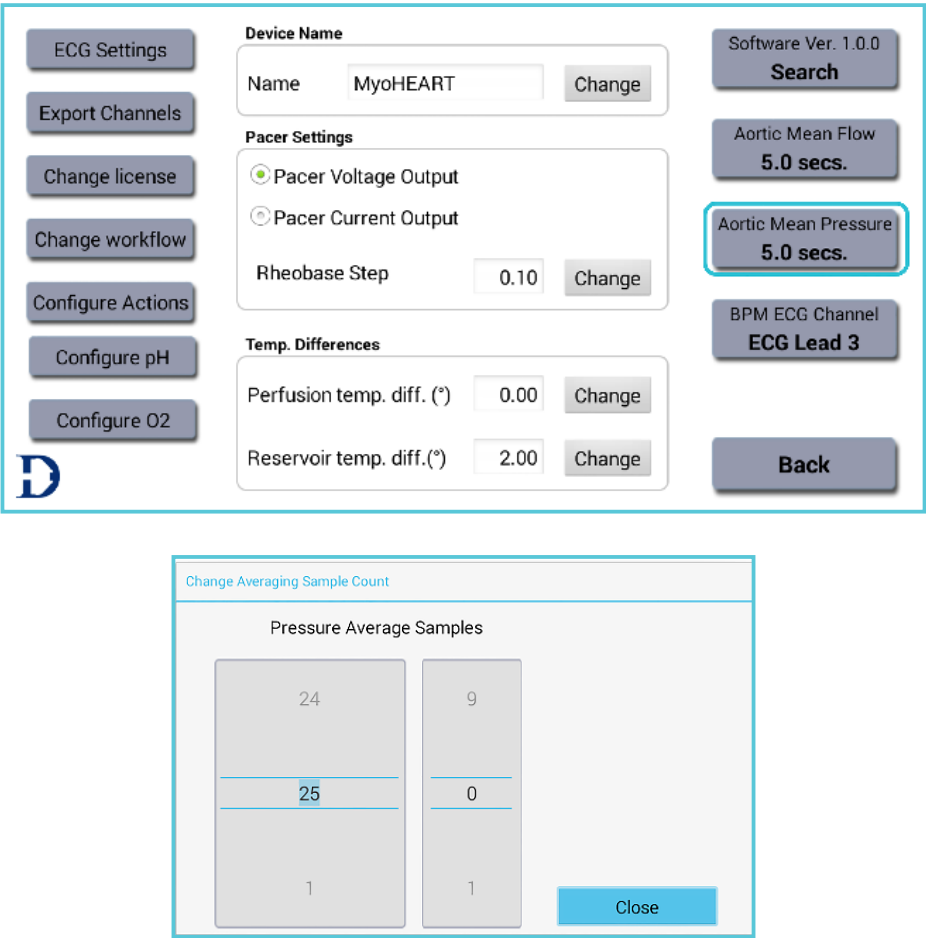 ECG Settings
Export Channels
Change license
Change workflow
Configure Actions
Configure pH
Configure O2
D
Device Name
Name MyoHEART Change
Pacer Settings
Pacer Voltage Output
Pacer Current Output
Rheobase Step 0.10 Change
Temp. Differences
Perfusion temp. diff. (°) 0.00 Change
Reservoir temp. diff.(°) 2.00 Change
Software Ver. 1.0.0
Search
Aortic Mean Flow
5.0 secs.
Aortic Mean Pressure
5.0 secs.
BPM ECG Channel
ECG Lead 3
Back
Change Averaging Sample Count
Pressure Average Samples
24 9
25 0
1 1
Close